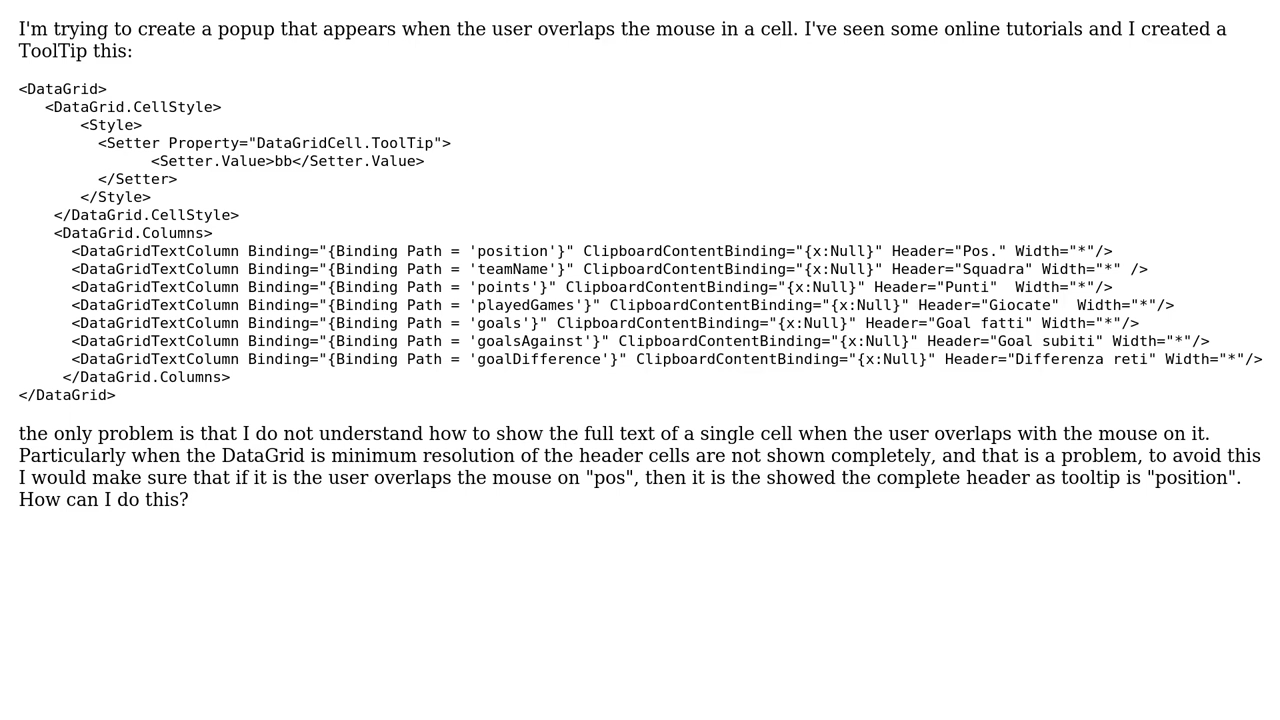 I'm trying to create a popup that appears when the user overlaps the mouse in a cell. I've seen some online tutorials and I created a
ToolTip this:
<DataGrid>
   <DataGrid.CellStyle>
       <Style>
         <Setter Property="DataGridCell.ToolTip">
               <Setter.Value>bb</Setter.Value>
         </Setter>
       </Style>
    </DataGrid.CellStyle>
    <DataGrid.Columns>
      <DataGridTextColumn Binding="{Binding Path = 'position'}" ClipboardContentBinding="{x:Null}" Header="Pos." Width="*"/>
      <DataGridTextColumn Binding="{Binding Path = 'teamName'}" ClipboardContentBinding="{x:Null}" Header="Squadra" Width="*" />
      <DataGridTextColumn Binding="{Binding Path = 'points'}" ClipboardContentBinding="{x:Null}" Header="Punti"  Width="*"/>
      <DataGridTextColumn Binding="{Binding Path = 'playedGames'}" ClipboardContentBinding="{x:Null}" Header="Giocate"  Width="*"/>
      <DataGridTextColumn Binding="{Binding Path = 'goals'}" ClipboardContentBinding="{x:Null}" Header="Goal fatti" Width="*"/>
      <DataGridTextColumn Binding="{Binding Path = 'goalsAgainst'}" ClipboardContentBinding="{x:Null}" Header="Goal subiti" Width="*"/>
      <DataGridTextColumn Binding="{Binding Path = 'goalDifference'}" ClipboardContentBinding="{x:Null}" Header="Differenza reti" Width="*"/>
     </DataGrid.Columns>
</DataGrid>
the only problem is that I do not understand how to show the full text of a single cell when the user overlaps with the mouse on it.
Particularly when the DataGrid is minimum resolution of the header cells are not shown completely, and that is a problem, to avoid this
I would make sure that if it is the user overlaps the mouse on "pos", then it is the showed the complete header as tooltip is "position".
How can I do this?